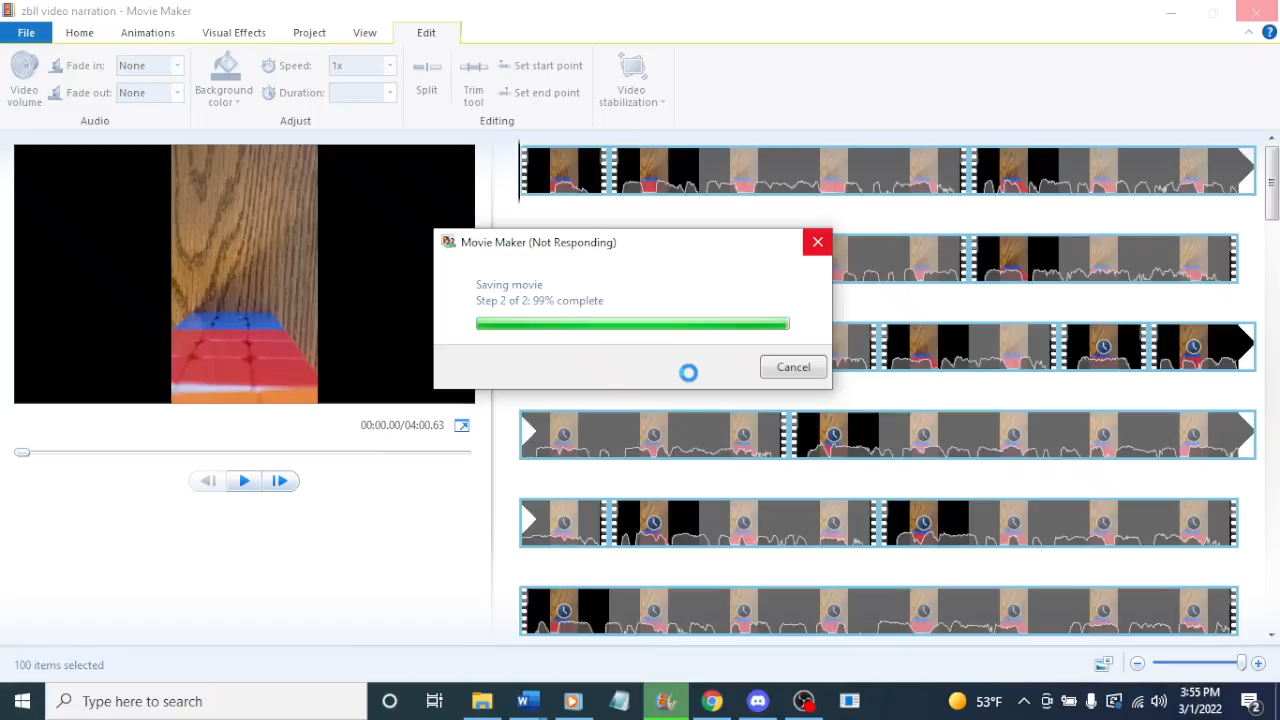 zbll video narration - Movie Maker
File Home Animations Visual Effects Project View Edit
Video volume
Fade in: None
Fade out: None
Audio
Background color
Speed: 1x
Duration:
Adjust
Split
Trim tool
Set start point
Set end point
Editing
Video stabilization
Movie Maker (Not Responding)
Saving movie
Step 2 of 2: 99% complete
Cancel
00:00.00/04:00.63
100 items selected
Type here to search
53°F
3:55 PM
3/1/2022
2